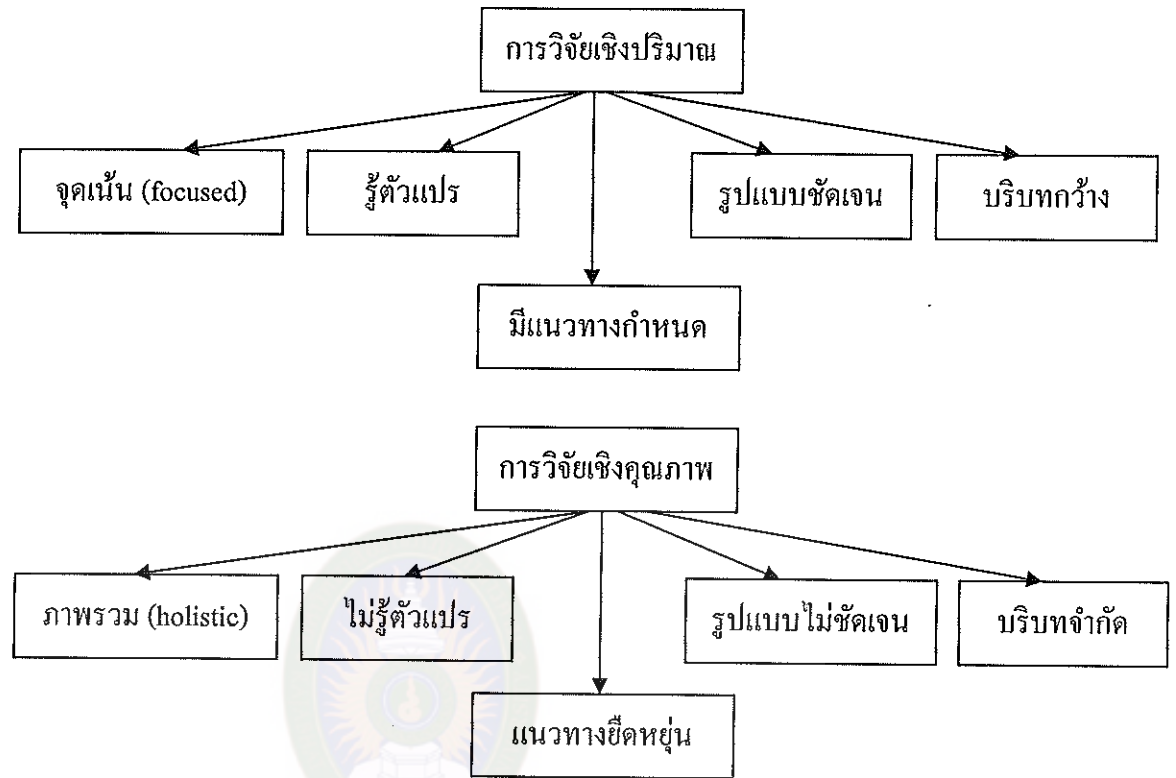 การวิจัยเชิงปริมาณ
จุดเน้น (focused)
รู้ตัวแปร
รูปแบบชัดเจน
บริบทกว้าง
มีแนวทางกำหนด
การวิจัยเชิงคุณภาพ
ภาพรวม (holistic)
ไม่รู้ตัวแปร
รูปแบบไม่ชัดเจน
บริบทจำกัด
แนวทางยืดหยุ่น